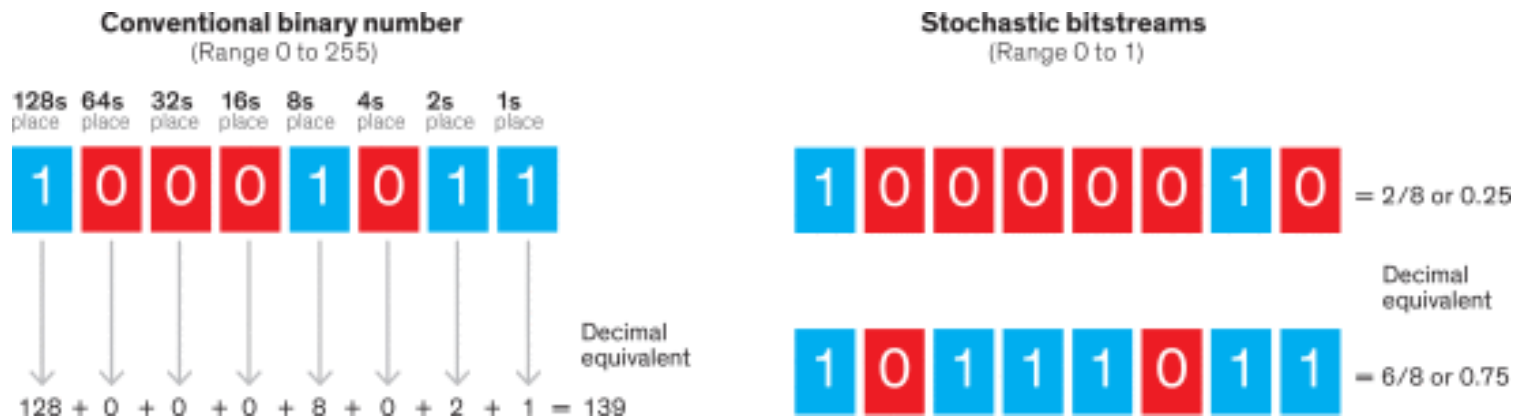 Conventional binary number
(Range 0 to 255)
128s 64s 32s 16s 8s 4s 2s 1s
place place place place place place place place
1 0 0 0 1 0 1 1
Decimal
equivalent
128 + 0 + 0 + 0 + 8 + 0 + 2 + 1 = 139
Stochastic bitstreams
(Range 0 to 1)
1 0 0 0 0 0 1 0 = 2/8 or 0.25
Decimal
equivalent
1 0 1 1 1 0 1 1 = 6/8 or 0.75